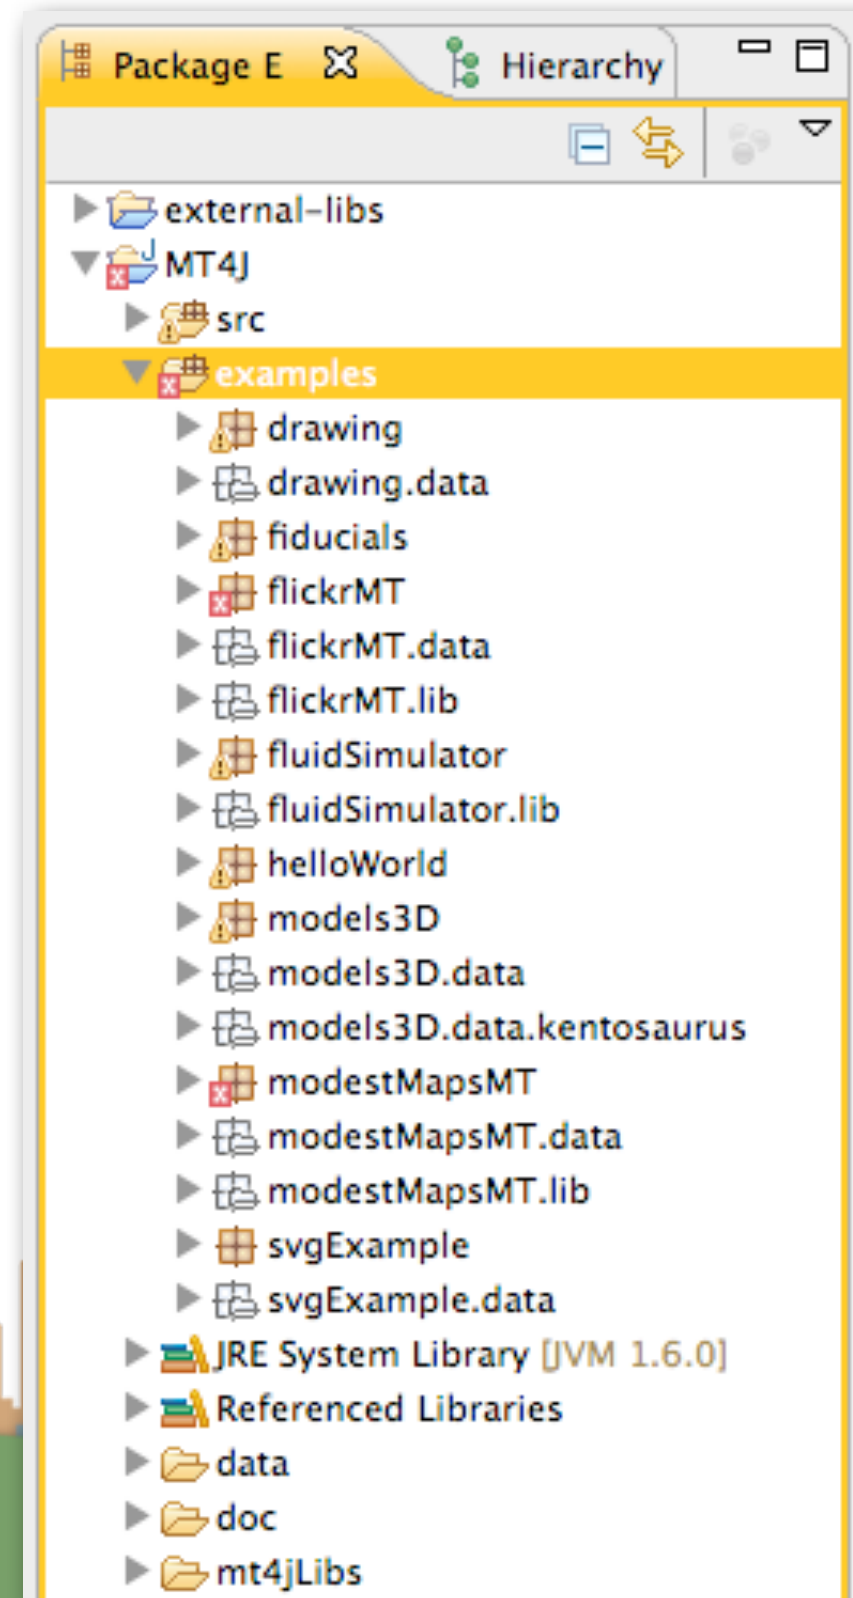 Package E
Hierarchy
external-libs
MT4J
src
examples
drawing
drawing.data
fiducials
flickrMT
flickrMT.data
flickrMT.lib
fluidSimulator
fluidSimulator.lib
helloWorld
models3D
models3D.data
models3D.data.kentosaurus
modestMapsMT
modestMapsMT.data
modestMapsMT.lib
svgExample
svgExample.data
JRE System Library [JVM 1.6.0]
Referenced Libraries
data
doc
mt4jLibs